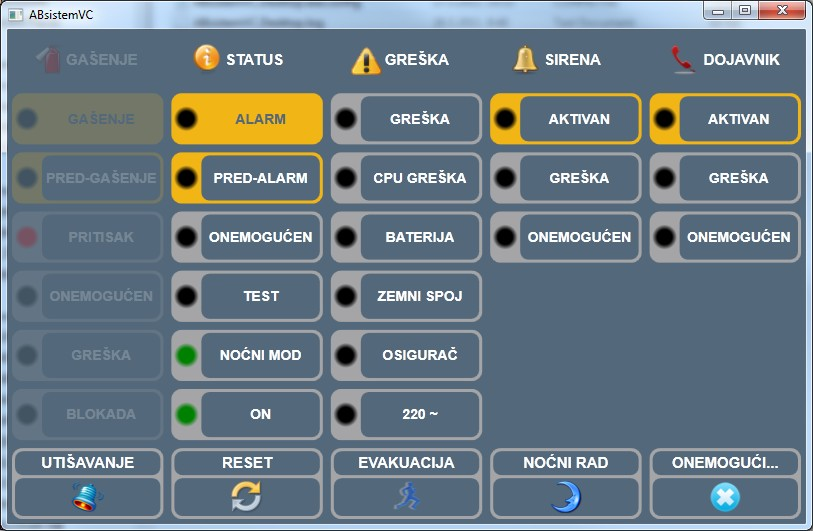 ABsistemVC
GAŠENJE STATUS GREŠKA SIRENA DOJAVNIK
GAŠENJE ALARM GREŠKA AKTIVAN AKTIVAN
PRED-GAŠENJE PRED-ALARM CPU GREŠKA GREŠKA GREŠKA
PRITISAK ONEMOGUĆEN BATERIJA ONEMOGUĆEN ONEMOGUĆEN
ONEMOGUĆEN TEST ZEMNI SPOJ
GREŠKA NOĆNI MOD OSIGURAČ
BLOKADA ON 220 ~
UTIŠAVANJE RESET EVAKUACIJA NOĆNI RAD ONEMOGUĆI...